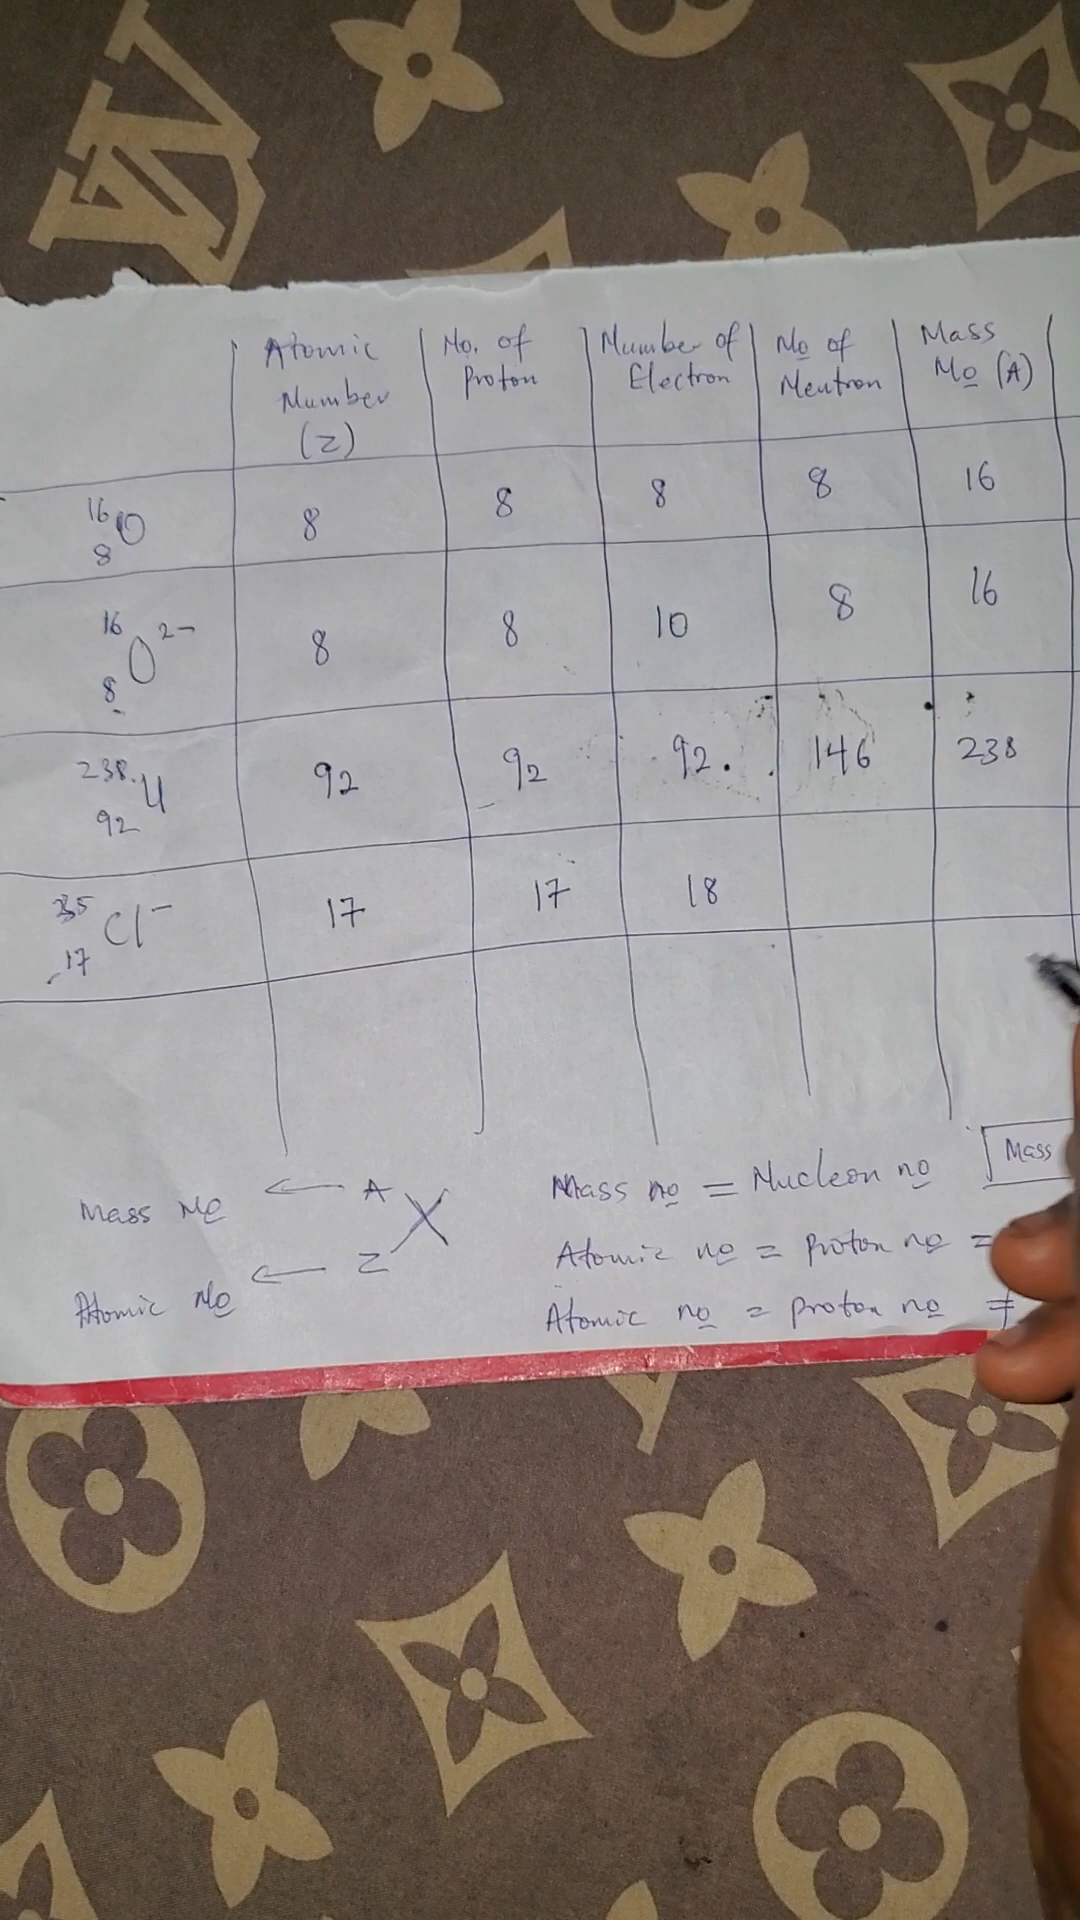 Atomic Number (Z) No. of Proton Number of Electron No of Neutron Mass No (A)
16 8 O 8 8 8 8 16
16 8 O 2- 8 8 10 8 16
238 92 U 92 92 92 146 238
35 17 Cl - 17 17 18
Mass No ← A X
Atomic No ← Z
Mass no = Nucleon no
Mass
Atomic no = proton no =
Atomic no = proton no ≠